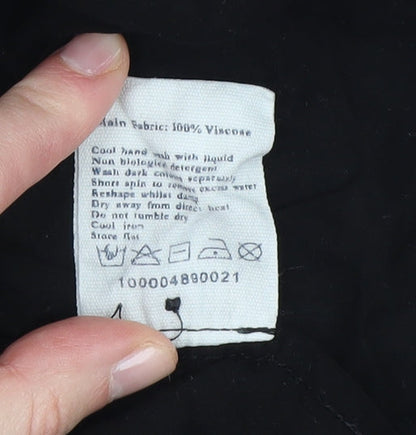 Main Fabric: 100% Viscose
Cool hand wash with liquid
Non biological detergent
Wash dark colours separately
Short spin to remove excess water
Reshape whilst damp
Dry away from direct heat
Do not tumble dry
Cool iron
Store flat
100004890021